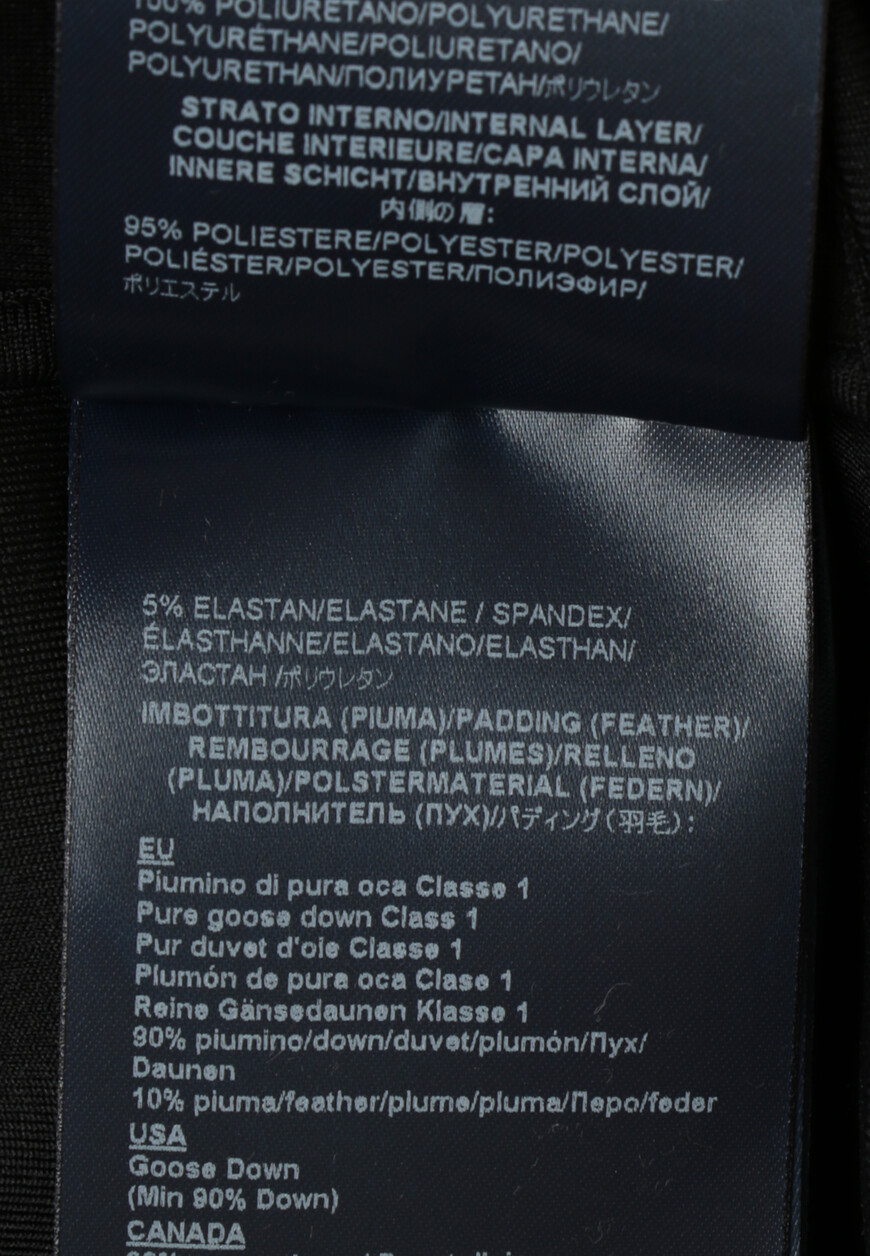 100% POLIURETANO/POLYURETHANE/
POLYURÉTHANE/POLIURETANO/
POLYURETHAN/ПОЛИУРЕТАН/ポリウレタン
STRATO INTERNO/INTERNAL LAYER/
COUCHE INTERIEURE/CAPA INTERNA/
INNERE SCHICHT/ВНУТРЕННИЙ СЛОЙ/
内側の層:
95% POLIESTERE/POLYESTER/POLYESTER/
POLIÉSTER/POLYESTER/ПОЛИЭФИР/
ポリエステル
5% ELASTAN/ELASTANE / SPANDEX/
ÉLASTHANNE/ELASTANO/ELASTHAN/
ЭЛАСТАН /ポリウレタン
IMBOTTITURA (PIUMA)/PADDING (FEATHER)/
REMBOURRAGE (PLUMES)/RELLENO
(PLUMA)/POLSTERMATERIAL (FEDERN)/
НАПОЛНИТЕЛЬ (ПУХ)/パディング(羽毛):
EU
Piumino di pura oca Classe 1
Pure goose down Class 1
Pur duvet d'oie Classe 1
Plumón de pura oca Clase 1
Reine Gänsedaunen Klasse 1
90% piumino/down/duvet/plumón/Пух/
Daunen
10% piuma/feather/plume/pluma/Перо/feder
USA
Goose Down
(Min 90% Down)
CANADA